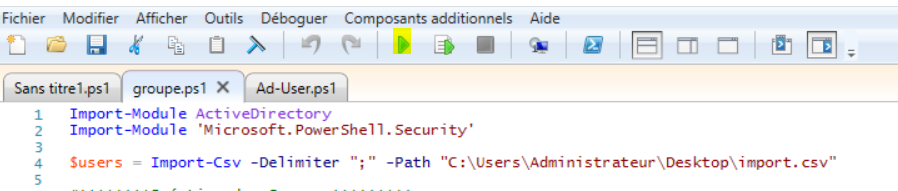 Fichier Modifier Afficher Outils Déboguer Composants additionnels Aide
Sans titre1.ps1 groupe.ps1 X Ad-User.ps1
1 Import-Module ActiveDirectory
2 Import-Module 'Microsoft.PowerShell.Security'
3
4 $users = Import-Csv -Delimiter ";" -Path "C:\Users\Administrateur\Desktop\import.csv"
5